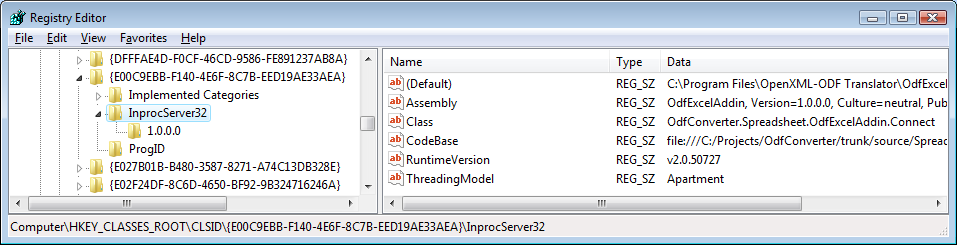 Registry Editor
File Edit View Favorites Help
{DFFFAE4D-F0CF-46CD-9586-FE891237AB8A}
{E00C9EBB-F140-4E6F-8C7B-EED19AE33AEA}
Implemented Categories
InprocServer32
1.0.0.0
ProgID
{E027B01B-B480-3587-8271-A74C13DB328E}
{E02F24DF-8C6D-4650-BF92-9B324716246A}
Name Type Data
(Default) REG_SZ C:\Program Files\OpenXML-ODF Translator\OdfExcel
Assembly REG_SZ OdfExcelAddin, Version=1.0.0.0, Culture=neutral, Pub
Class REG_SZ OdfConverter.Spreadsheet.OdfExcelAddin.Connect
CodeBase REG_SZ file:///C:/Projects/OdfConverter/trunk/source/Spread
RuntimeVersion REG_SZ v2.0.50727
ThreadingModel REG_SZ Apartment
Computer\HKEY_CLASSES_ROOT\CLSID\{E00C9EBB-F140-4E6F-8C7B-EED19AE33AEA}\InprocServer32